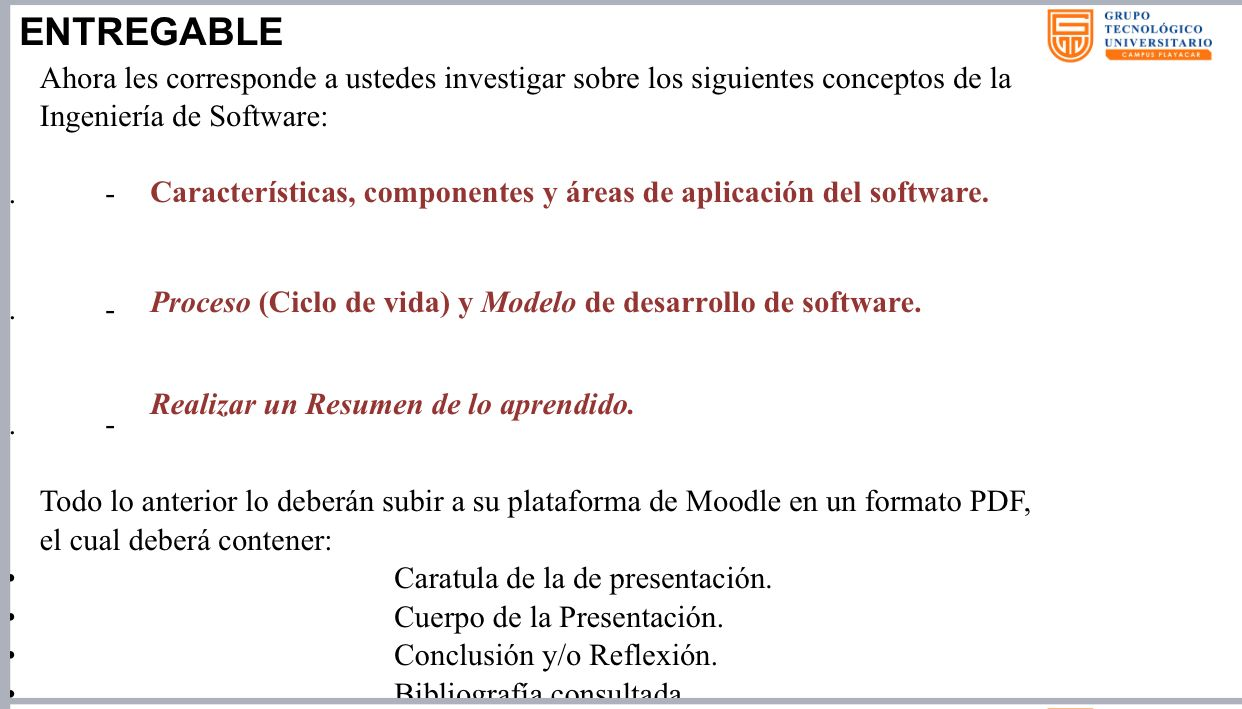 ENTREGABLE
GRUPO
TECNOLÓGICO
UNIVERSITARIO
CAMPUS PLAYACAR
Ahora les corresponde a ustedes investigar sobre los siguientes conceptos de la
Ingeniería de Software:
- Características, componentes y áreas de aplicación del software.
- Proceso (Ciclo de vida) y Modelo de desarrollo de software.
- Realizar un Resumen de lo aprendido.
Todo lo anterior lo deberán subir a su plataforma de Moodle en un formato PDF,
el cual deberá contener:
• Caratula de la de presentación.
• Cuerpo de la Presentación.
• Conclusión y/o Reflexión.
• Bibliografía consultada